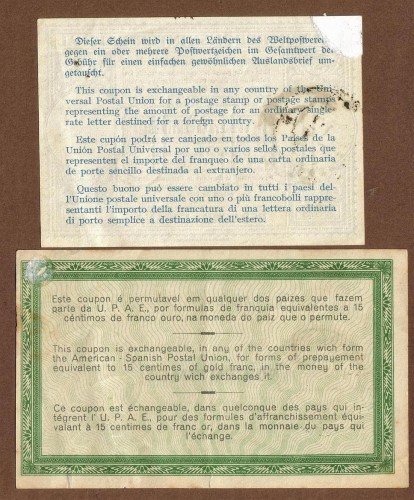 Dieser Schein wird in allen Ländern des Weltpostverei
gegen ein oder mehrere Postwertzeichen im Gesamtwert de
Gebühr für einen einfachen gewöhnlichen Auslandsbrief um-
getauscht.
This coupon is exchangeable in any country of the Uni-
versal Postal Union for a postage stamp or postage stamps
representing the amount of postage for an ordinary single-
rate letter destined for a foreign country.
Este cupón podrá ser canjeado en todos los Países de la
Unión Postal Universal por uno o varios sellos postales que
representen el importe del franqueo de una carta ordinaria
de porte sencillo destinada al extranjero.
Questo buono può essere cambiato in tutti i paesi del-
l'Unione postale universale con uno o più francobolli rappre-
sentanti l'importo della francatura di una lettera ordinaria
di porto semplice a destinazione dell'estero.
Este coupon é permutavel em qualquer dos paizes que fazem
parte da U. P. A. E., por formulas de franquia equivalentes a 15
cêntimos de franco ouro, na moneda do paiz que o permute.
This coupon is exchangeable, in any of the countries wich form
the American - Spanish Postal Union, for forms of prepayement
equivalent to 15 centimes of gold franc, in the money of the
country wich exchanges it.
Ce coupon est échangeable, dans quelconque des pays qui in-
tégrent l' U. P. A. E., pour des formules d'affranchissement équi-
valant à 15 centimes de franc or, dans la monnaie du pays qui
l'échange.